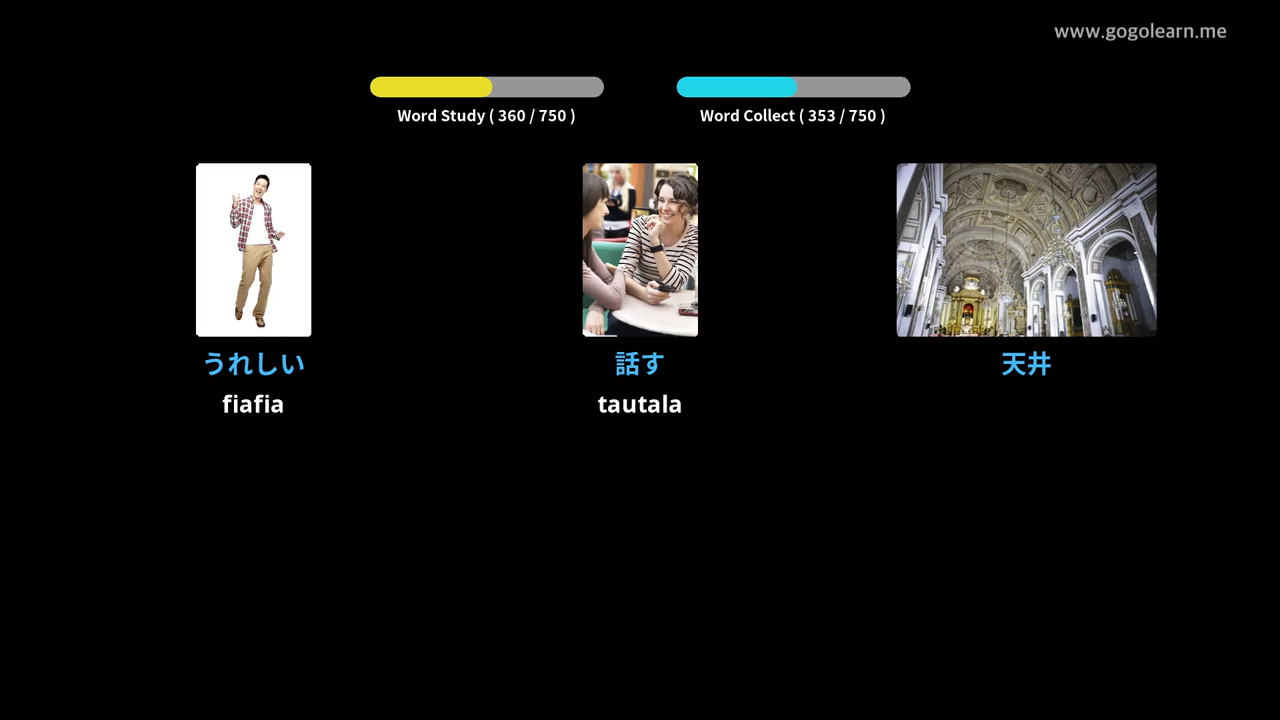 www.gogolearn.me
Word Study ( 360 / 750 )
Word Collect ( 353 / 750 )
うれしい
話す
天井
fiafia
tautala